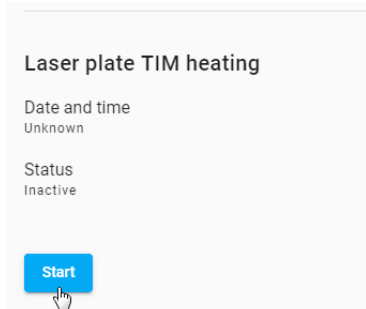 Laser plate TIM heating
Date and time
Unknown
Status
Inactive
Start